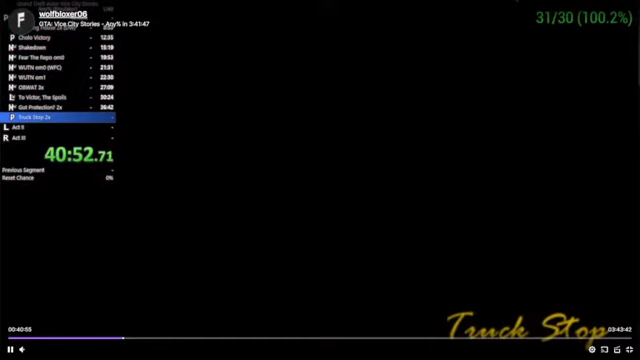 wolfbloxer06
GTA: Vice City Stories - Any% in 3:41:47
31/30 (100.2%)
Cholo Victory 12:35
Shakedown 15:19
Fear The Repo om0 19:53
WUTN om0 (WFC) 21:31
WUTN om1 22:30
OBWAT 3x 27:09
To Victor, The Spoils 30:24
Got Protection? 2x 35:42
Truck Stop 2x -
Act II -
Act III -
40:52.71
Previous Segment -
Reset Chance 0%
Truck Stop
00:40:55
03:43:42